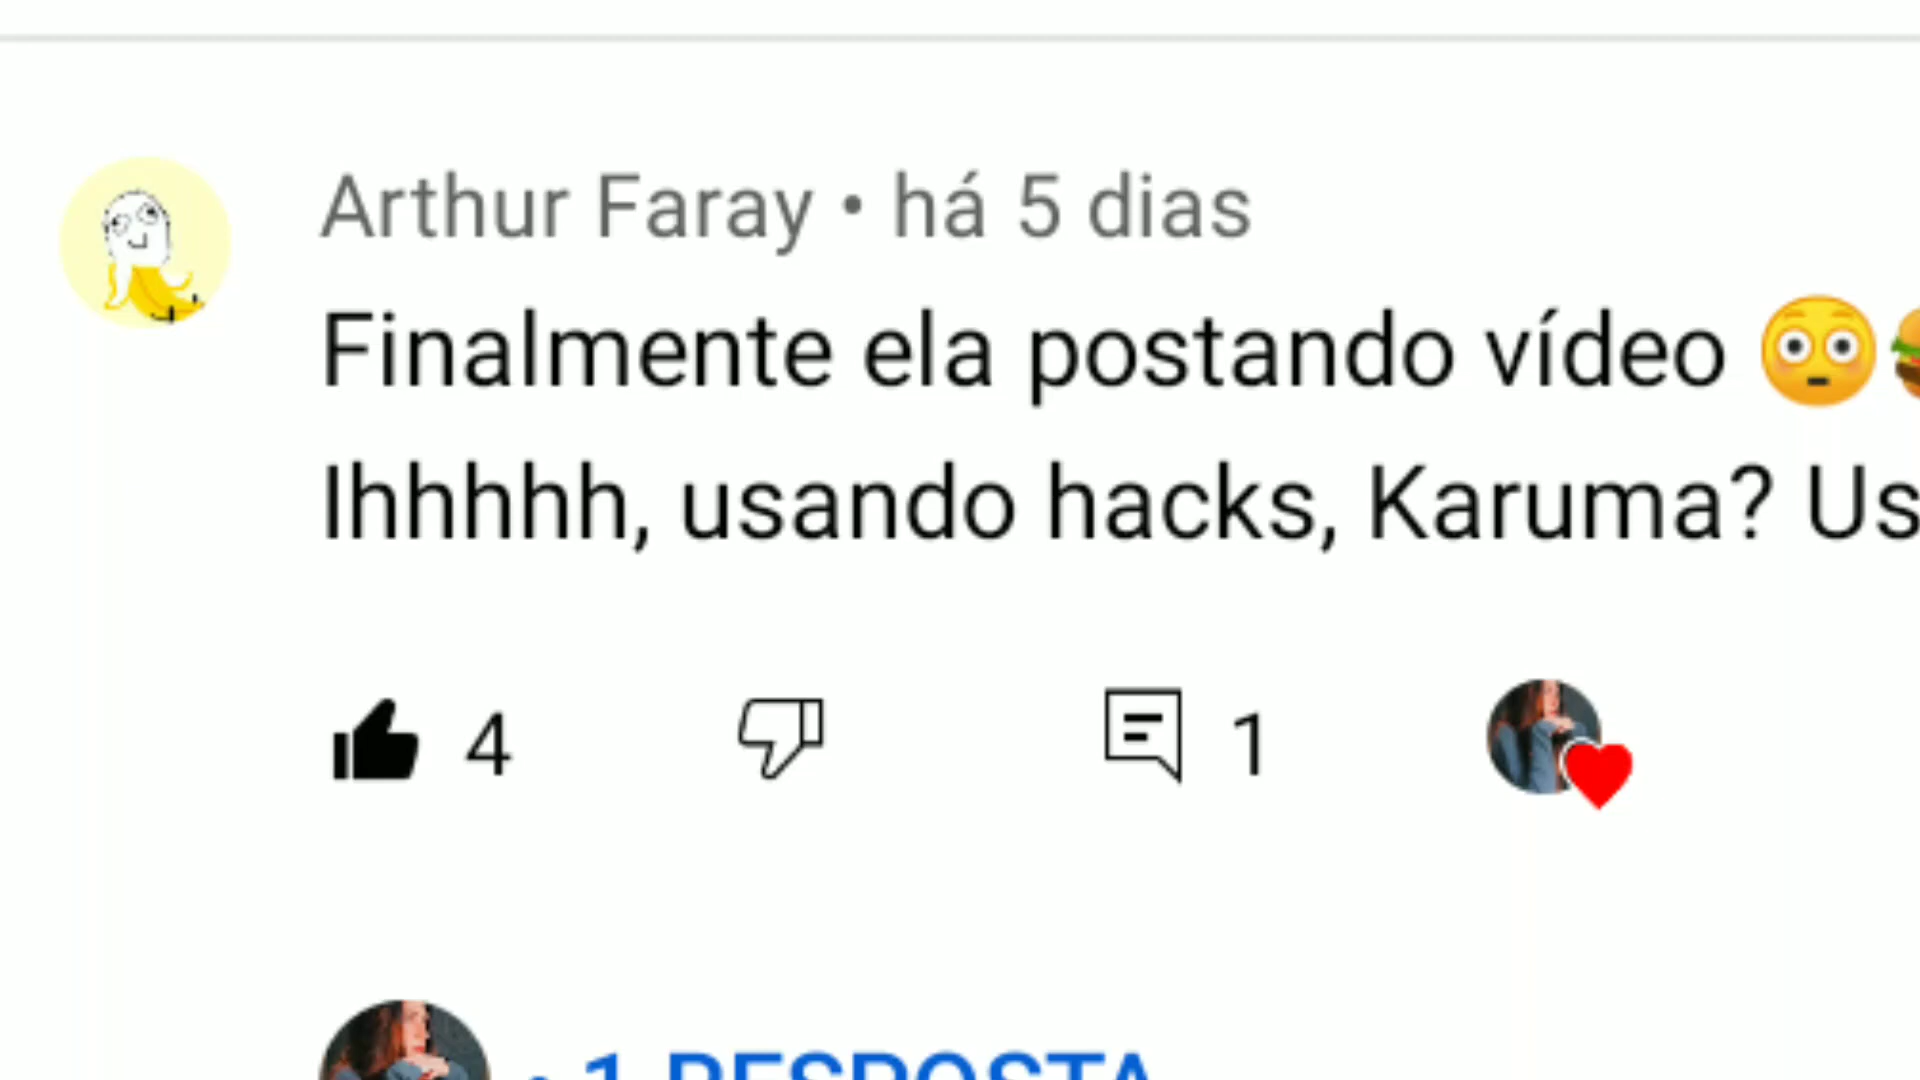 Arthur Faray • há 5 dias
Finalmente ela postando vídeo 😳🍔
Ihhhhh, usando hacks, Karuma? Us
4
1
• 1 RESPOSTA